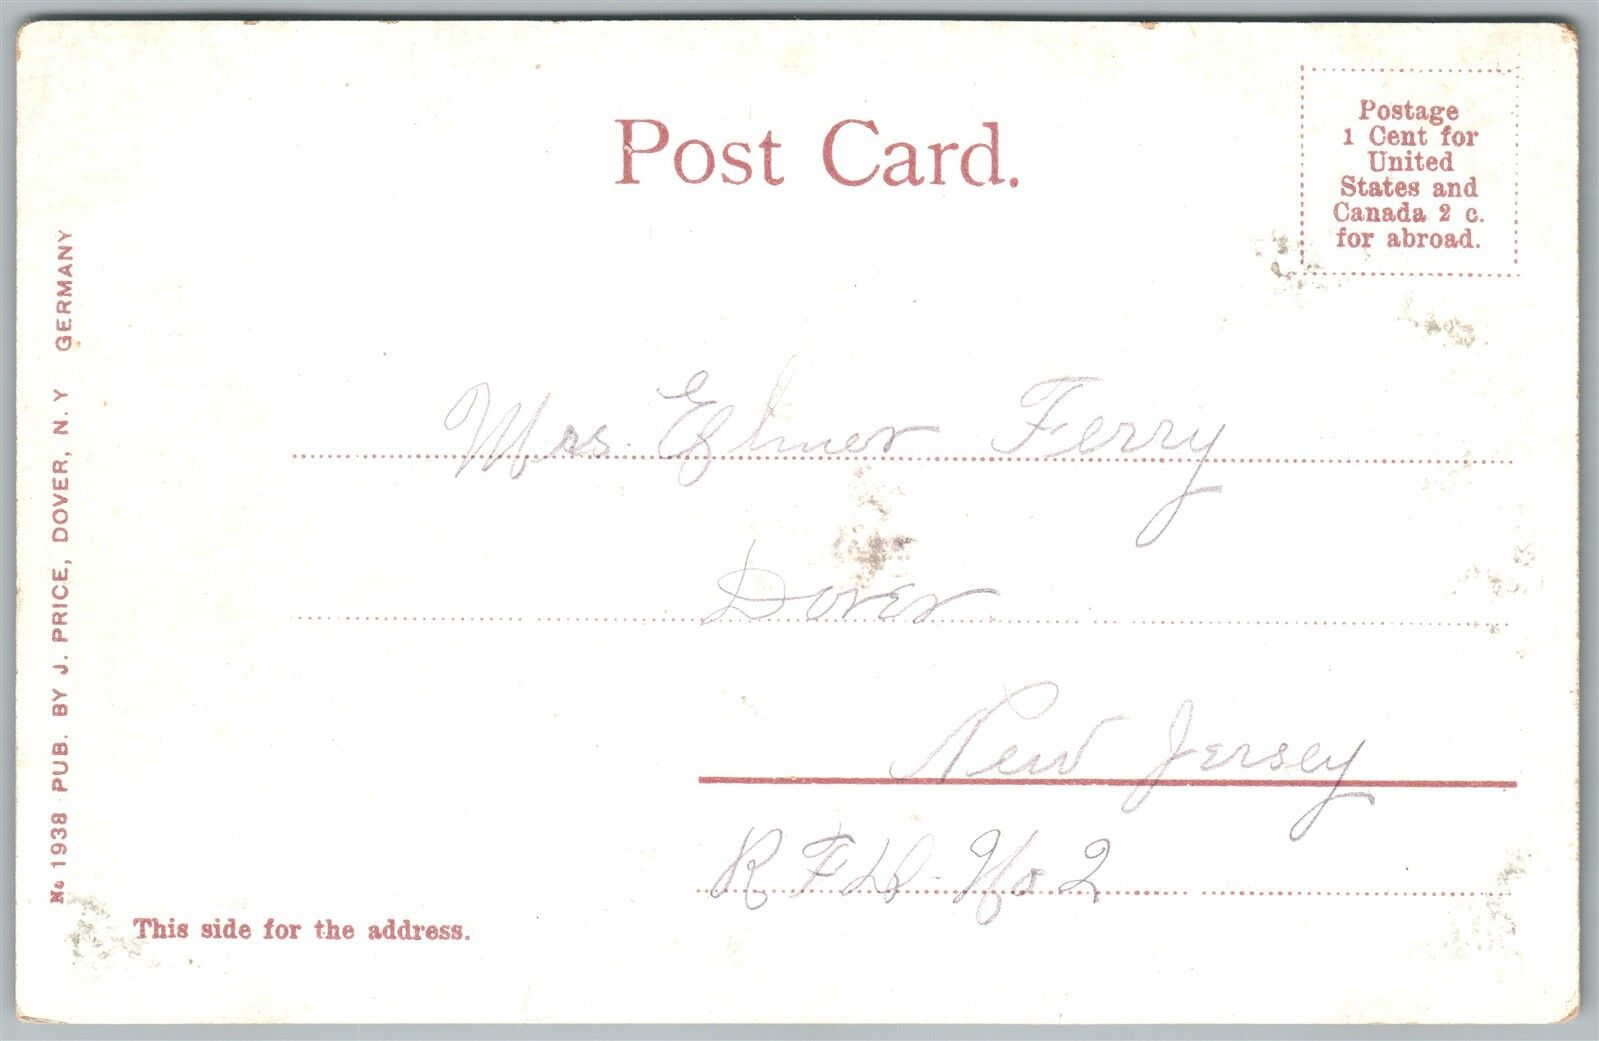 Post Card.
Postage
1 Cent for
United
States and
Canada 2 c.
for abroad.
Mrs. Elmer Ferry
Dover
New Jersey
R F D - No 2
This side for the address.
No 1938 PUB. BY J. PRICE, DOVER, N. Y GERMANY